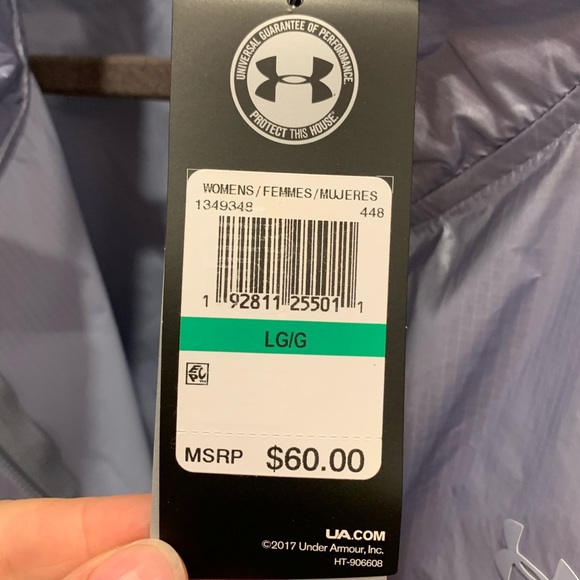 UNIVERSAL GUARANTEE OF PERFORMANCE.
PROTECT THIS HOUSE.
WOMENS/FEMMES/MUJERES
1349348
448
1 92811 25501 1
LG/G
MSRP $60.00
UA.COM
©2017 Under Armour, Inc.
HT-906608